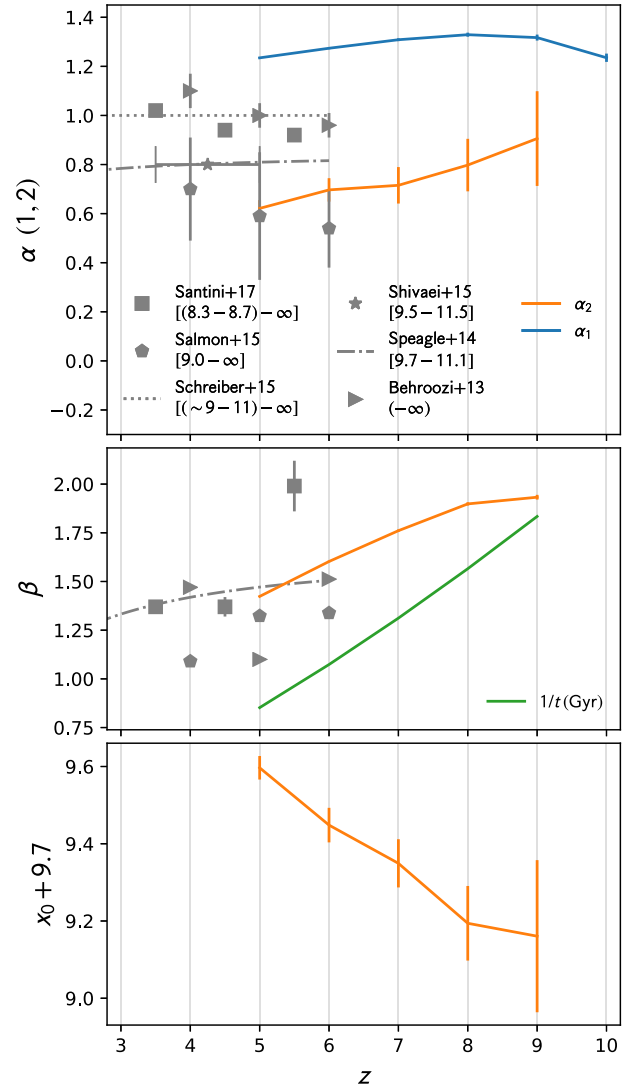 1.4
1.2
1.0
0.8
0.6
0.4
0.2
0.0
−0.2
α (1, 2)
Santini+17
[(8.3 − 8.7) − ∞]
Salmon+15
[9.0 − ∞]
Schreiber+15
[(∼ 9 − 11) − ∞]
Shivaei+15
[9.5 − 11.5]
Speagle+14
[9.7 − 11.1]
Behroozi+13
(−∞)
α₂
α₁
2.00
1.75
1.50
1.25
1.00
0.75
β
1/t (Gyr)
9.6
9.4
9.2
9.0
x₀ + 9.7
3 4 5 6 7 8 9 10
z